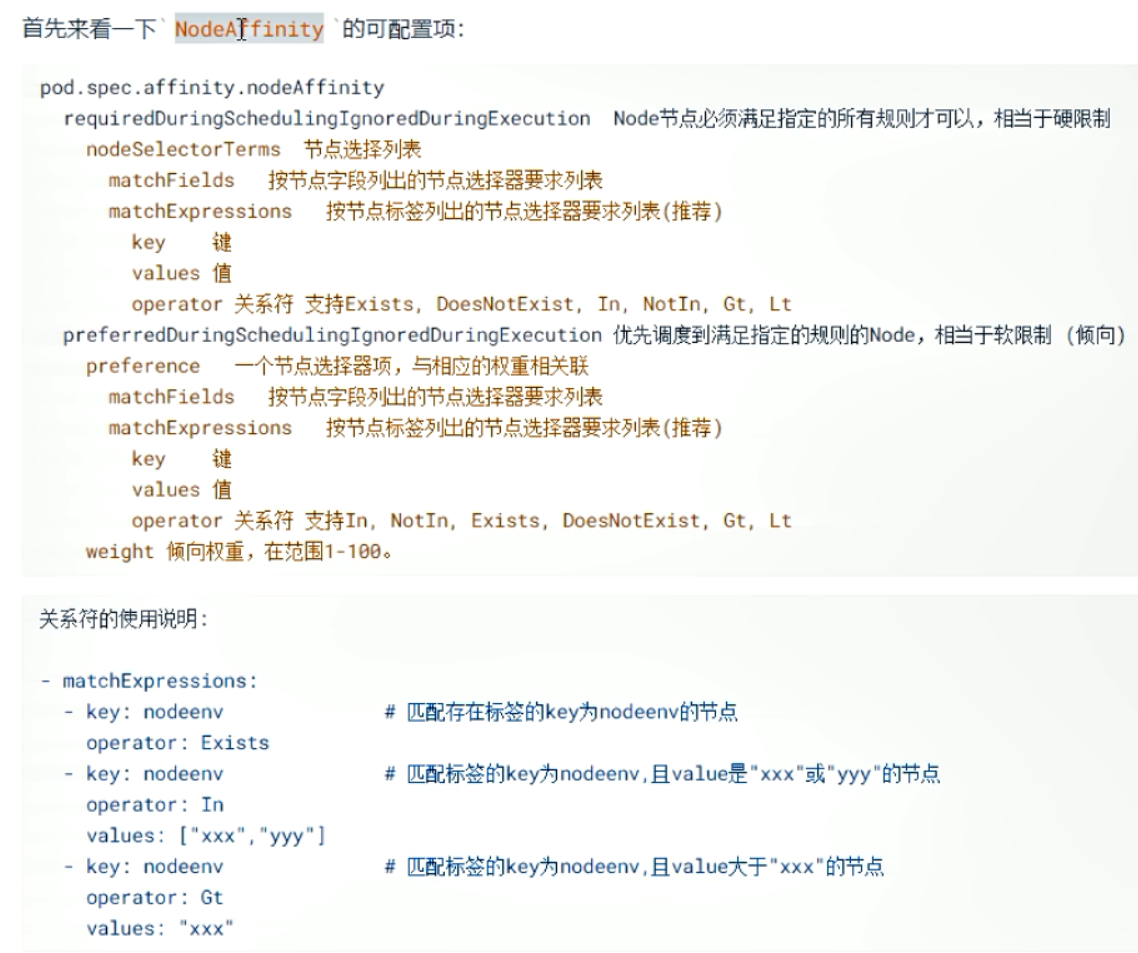 首先来看一下` NodeAffinity `的可配置项:
pod.spec.affinity.nodeAffinity
requiredDuringSchedulingIgnoredDuringExecution  Node节点必须满足指定的所有规则才可以，相当于硬限制
nodeSelectorTerms  节点选择列表
matchFields   按节点字段列出的节点选择器要求列表
matchExpressions   按节点标签列出的节点选择器要求列表(推荐)
key    键
values 值
operator 关系符 支持Exists, DoesNotExist, In, NotIn, Gt, Lt
preferredDuringSchedulingIgnoredDuringExecution 优先调度到满足指定的规则的Node，相当于软限制 (倾向)
preference   一个节点选择器项，与相应的权重相关联
matchFields   按节点字段列出的节点选择器要求列表
matchExpressions   按节点标签列出的节点选择器要求列表(推荐)
key    键
values 值
operator 关系符 支持In, NotIn, Exists, DoesNotExist, Gt, Lt
weight 倾向权重，在范围1-100。
关系符的使用说明:
- matchExpressions:
- key: nodeenv              # 匹配存在标签的key为nodeenv的节点
operator: Exists
- key: nodeenv              # 匹配标签的key为nodeenv,且value是"xxx"或"yyy"的节点
operator: In
values: ["xxx","yyy"]
- key: nodeenv              # 匹配标签的key为nodeenv,且value大于"xxx"的节点
operator: Gt
values: "xxx"